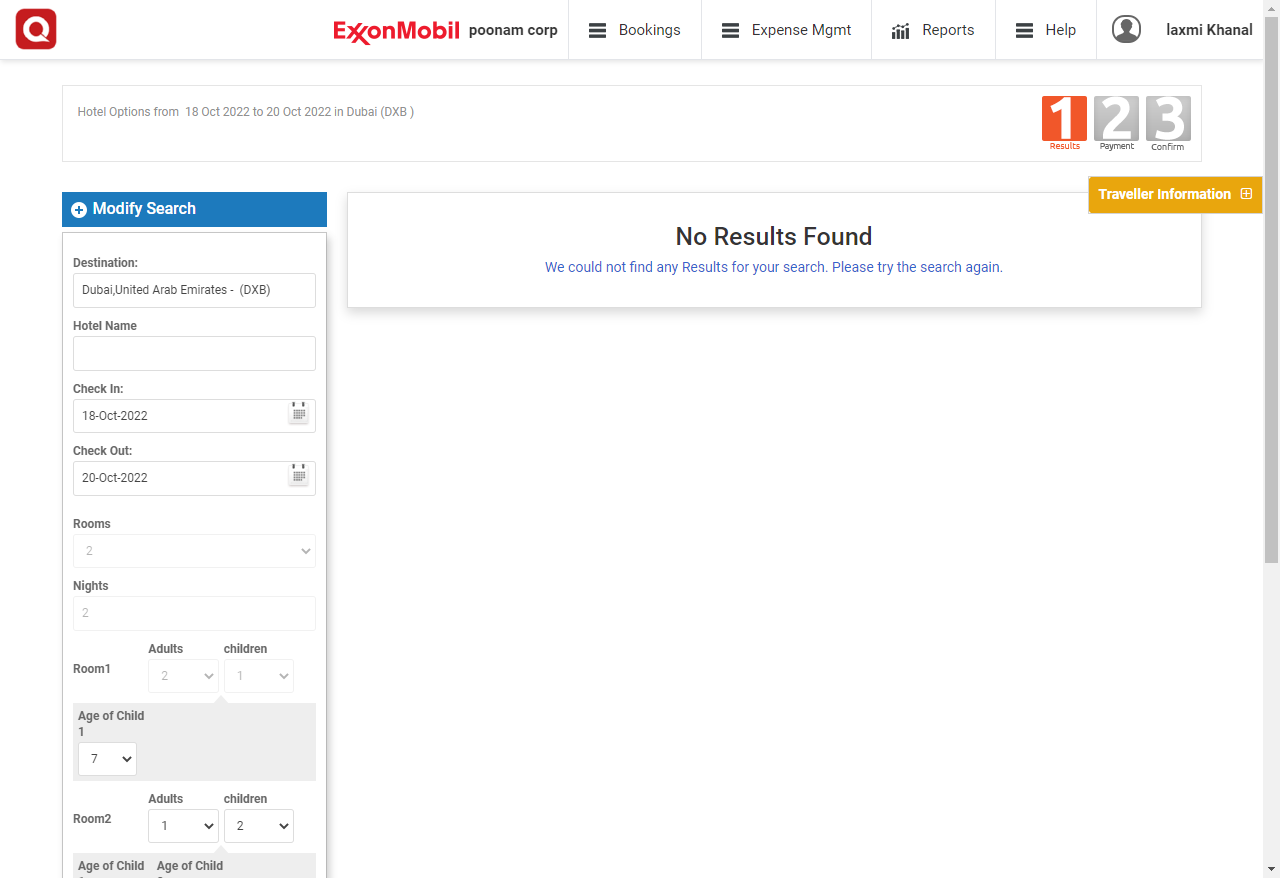 ExxonMobil poonam corp Bookings Expense Mgmt Reports Help laxmi Khanal
Hotel Options from 18 Oct 2022 to 20 Oct 2022 in Dubai (DXB )
1 2 3
Results Payment Confirm
Traveller Information
Modify Search
Destination:
Dubai,United Arab Emirates - (DXB)
Hotel Name
Check In:
18-Oct-2022
Check Out:
20-Oct-2022
Rooms
2
Nights
2
Adults children
Room1 2 1
Age of Child
1
7
Adults children
Room2 1 2
Age of Child Age of Child
No Results Found
We could not find any Results for your search. Please try the search again.